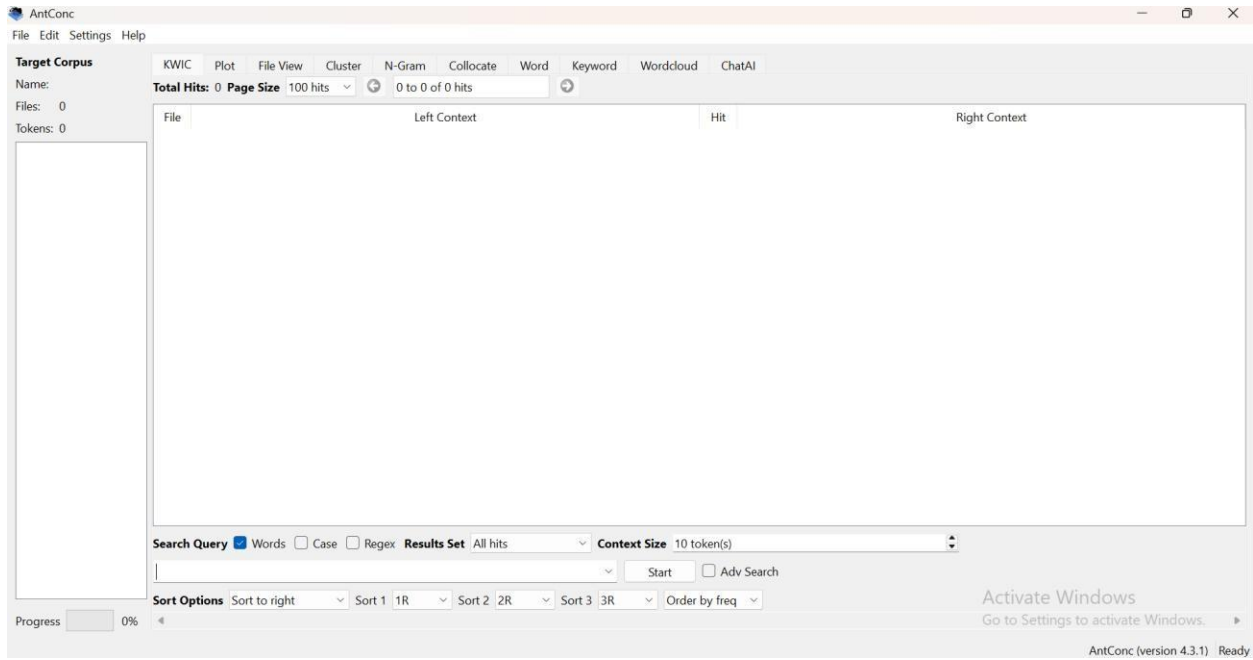 AntConc
File Edit Settings Help
Target Corpus
Name:
Files: 0
Tokens: 0
KWIC Plot File View Cluster N-Gram Collocate Word Keyword Wordcloud ChatAI
Total Hits: 0 Page Size 100 hits 0 to 0 of 0 hits
File Left Context Hit Right Context
Search Query Words Case Regex Results Set All hits Context Size 10 token(s)
Start Adv Search
Sort Options Sort to right Sort 1 1R Sort 2 2R Sort 3 3R Order by freq
Activate Windows
Go to Settings to activate Windows.
Progress 0%
AntConc (version 4.3.1) Ready